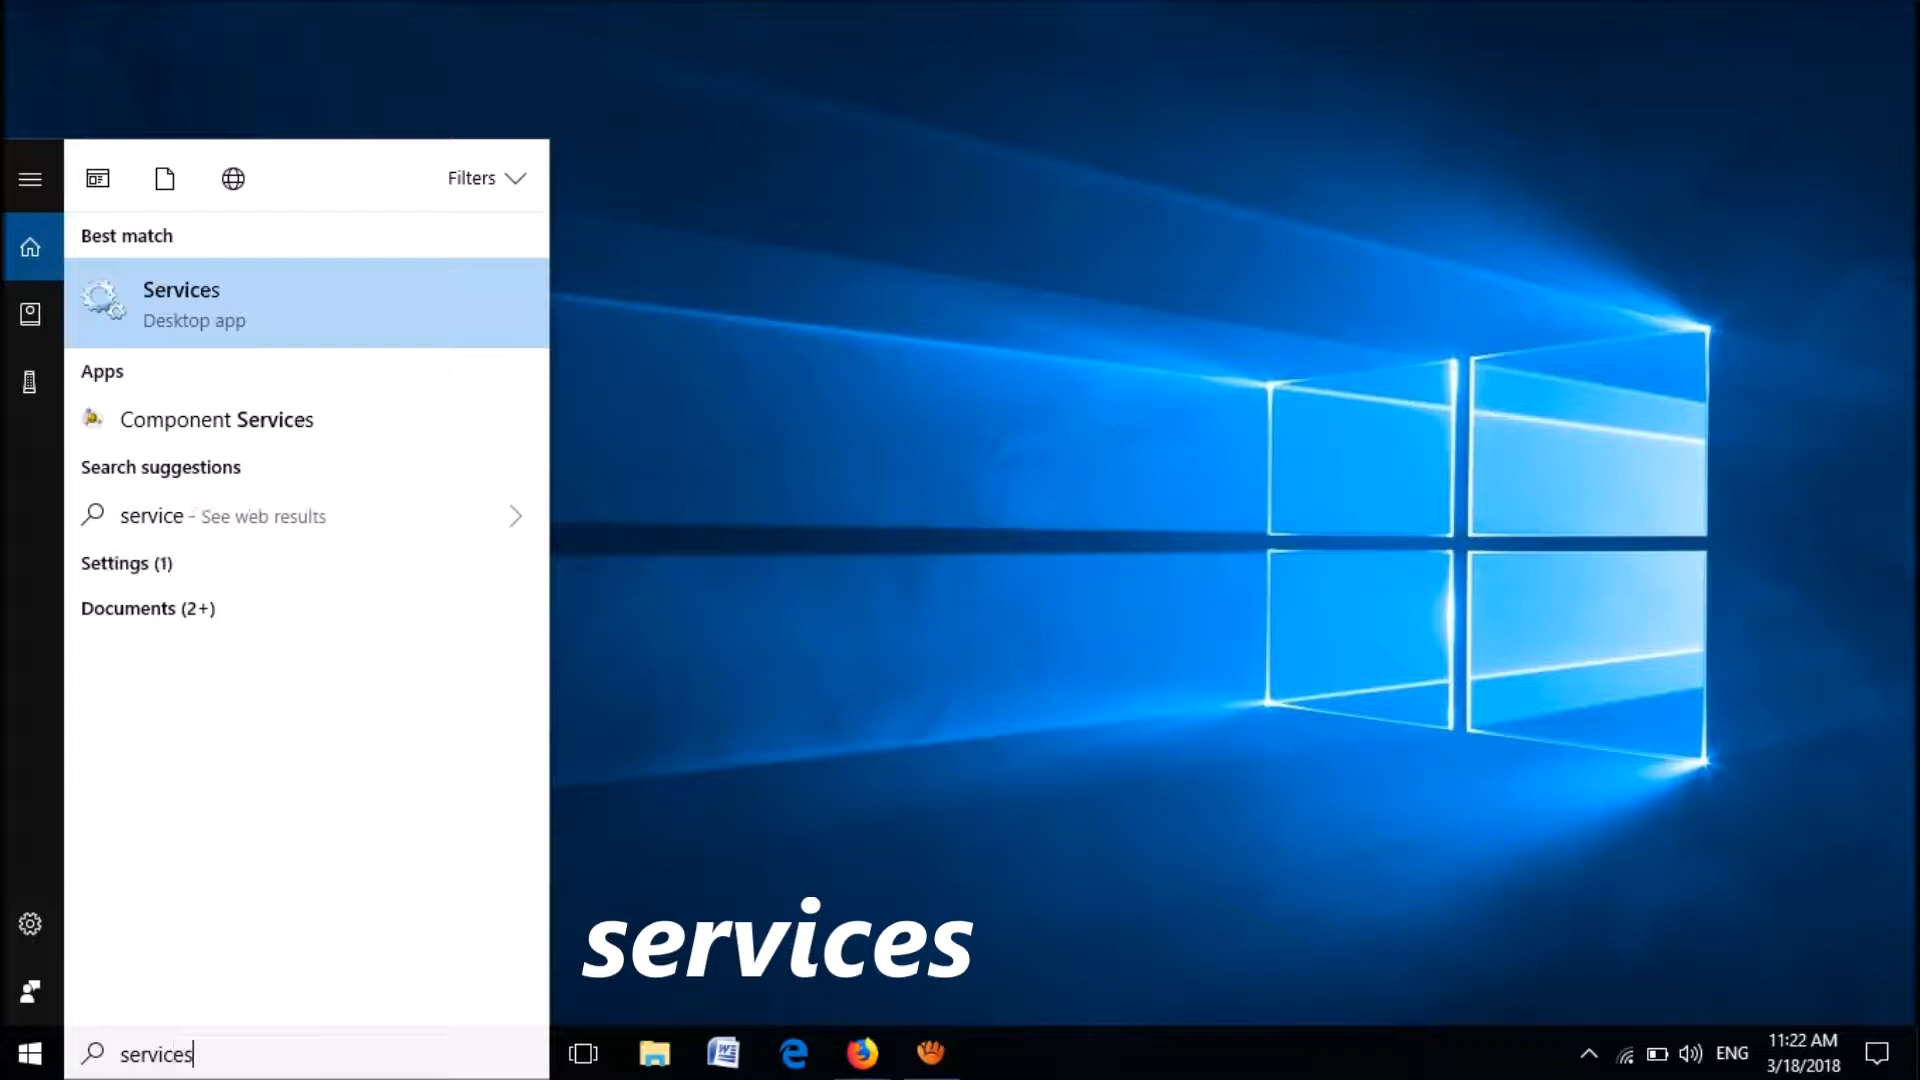 Filters
Best match
Services
Desktop app
Apps
Component Services
Search suggestions
service - See web results
Settings (1)
Documents (2+)
services
services
ENG
11:22 AM
3/18/2018